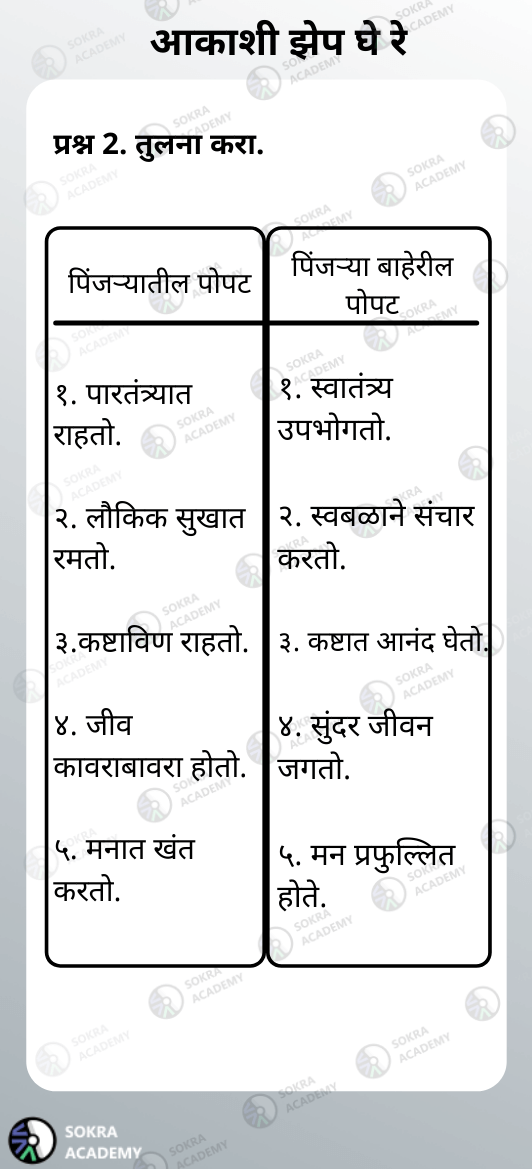 आकाशी झेप घे रे
प्रश्न 2. तुलना करा.
पिंजऱ्यातील पोपट
पिंजऱ्या बाहेरील
पोपट
१. पारतंत्र्यात
राहतो.
२. लौकिक सुखात
रमतो.
३.कष्टाविण राहतो.
४. जीव
कावराबावरा होतो.
५. मनात खंत
करतो.
१. स्वातंत्र्य
उपभोगतो.
२. स्वबळाने संचार
करतो.
३. कष्टात आनंद घेतो.
४. सुंदर जीवन
जगतो.
५. मन प्रफुल्लित
होते.
SOKRA
ACADEMY